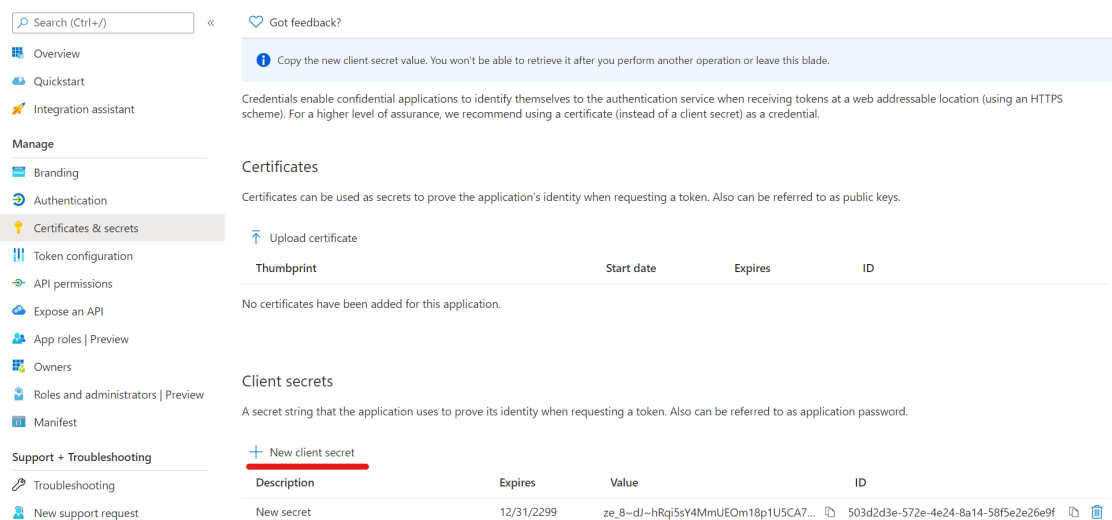 Search (Ctrl+/)
«
Overview
Quickstart
Integration assistant
Manage
Branding
Authentication
Certificates & secrets
Token configuration
API permissions
Expose an API
App roles | Preview
Owners
Roles and administrators | Preview
Manifest
Support + Troubleshooting
Troubleshooting
New support request
Got feedback?
Copy the new client secret value. You won't be able to retrieve it after you perform another operation or leave this blade.
Credentials enable confidential applications to identify themselves to the authentication service when receiving tokens at a web addressable location (using an HTTPS
scheme). For a higher level of assurance, we recommend using a certificate (instead of a client secret) as a credential.
Certificates
Certificates can be used as secrets to prove the application's identity when requesting a token. Also can be referred to as public keys.
Upload certificate
Thumbprint Start date Expires ID
No certificates have been added for this application.
Client secrets
A secret string that the application uses to prove its identity when requesting a token. Also can be referred to as application password.
New client secret
Description Expires Value ID
New secret 12/31/2299 ze_8~dJ~hRqi5sY4MmUEOm18p1U5CA7... 503d2d3e-572e-4e24-8a14-58f5e2e26e9f